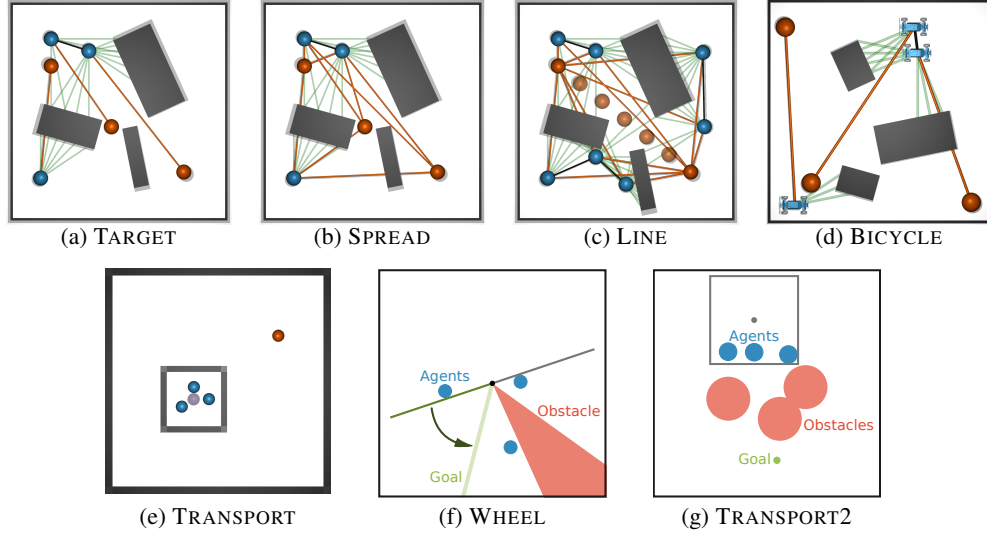 (a) TARGET
(b) SPREAD
(c) LINE
(d) BICYCLE
Agents
Obstacle
Goal
Agents
Obstacles
Goal
(e) TRANSPORT
(f) WHEEL
(g) TRANSPORT2